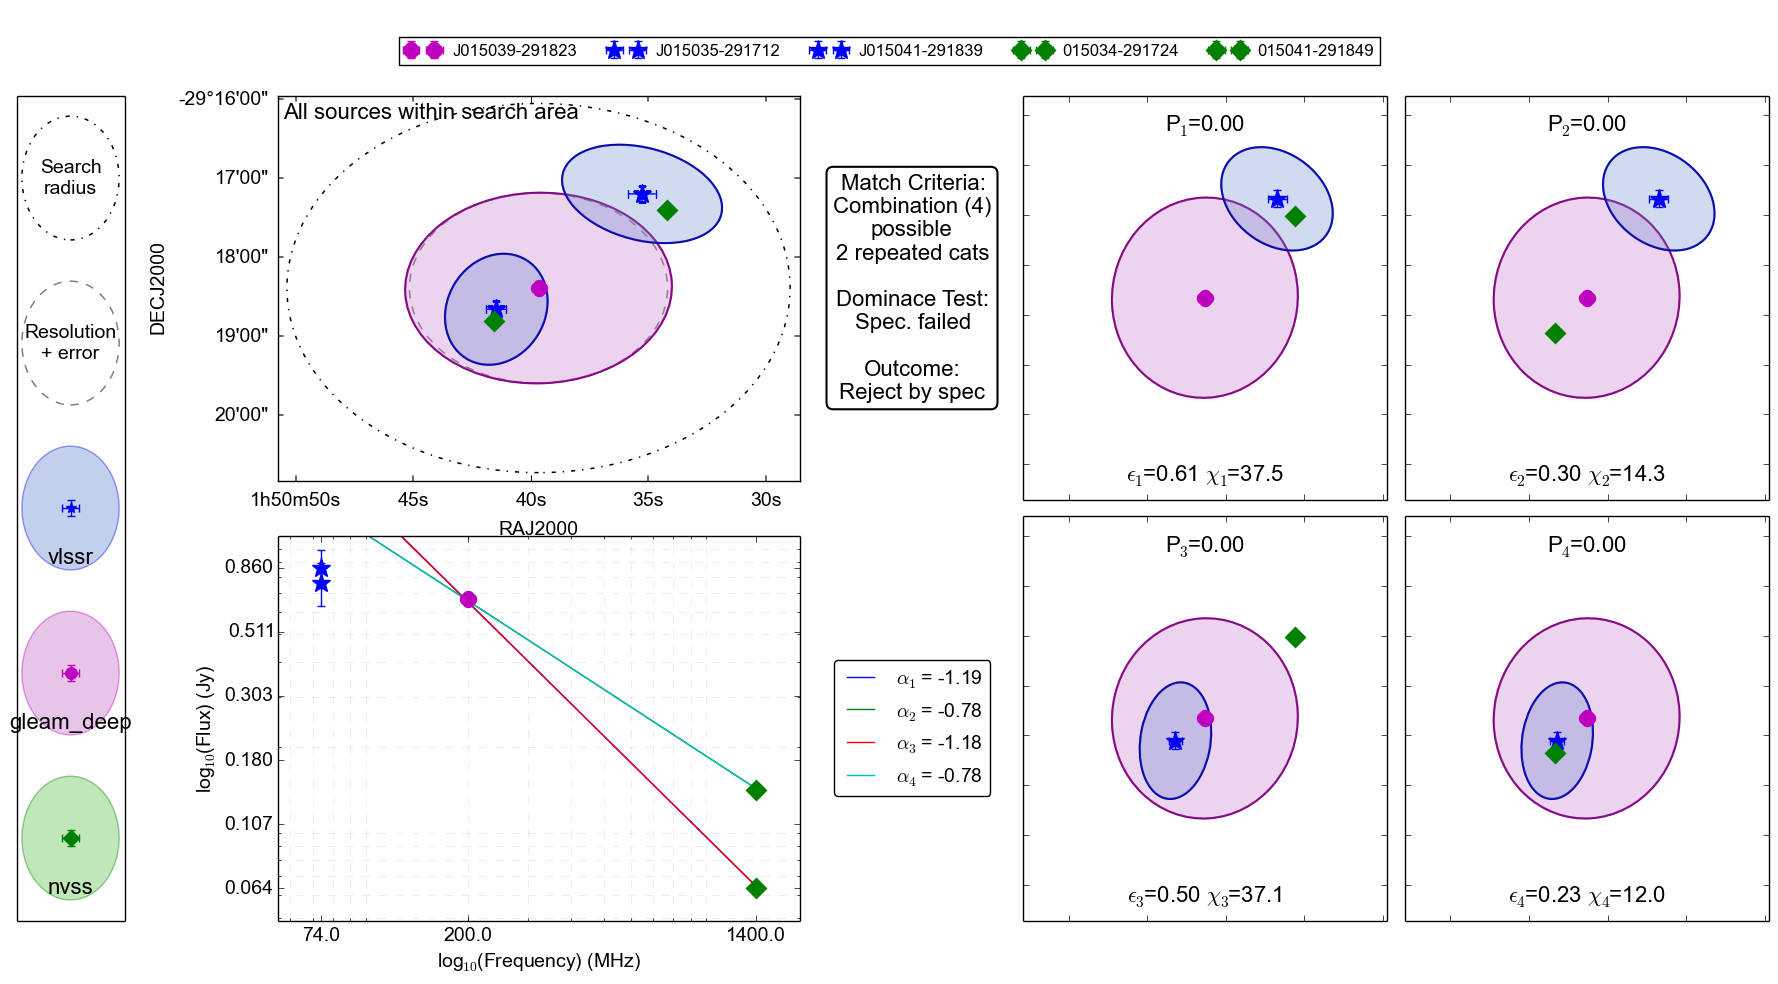 J015039-291823 J015035-291712 J015041-291839 015034-291724 015041-291849
Search
radius
Resolution
+ error
vlssr
gleam_deep
nvss
All sources within search area
-29°16'00"
17'00"
18'00"
19'00"
20'00"
DECJ2000
1h50m50s 45s 40s 35s 30s
RAJ2000
Match Criteria:
Combination (4)
possible
2 repeated cats
Dominace Test:
Spec. failed
Outcome:
Reject by spec
P1=0.00
ϵ1=0.61 χ1=37.5
P2=0.00
ϵ2=0.30 χ2=14.3
0.860
0.511
0.303
0.180
0.107
0.064
log10(Flux) (Jy)
74.0 200.0 1400.0
log10(Frequency) (MHz)
α1 = -1.19
α2 = -0.78
α3 = -1.18
α4 = -0.78
P3=0.00
ϵ3=0.50 χ3=37.1
P4=0.00
ϵ4=0.23 χ4=12.0